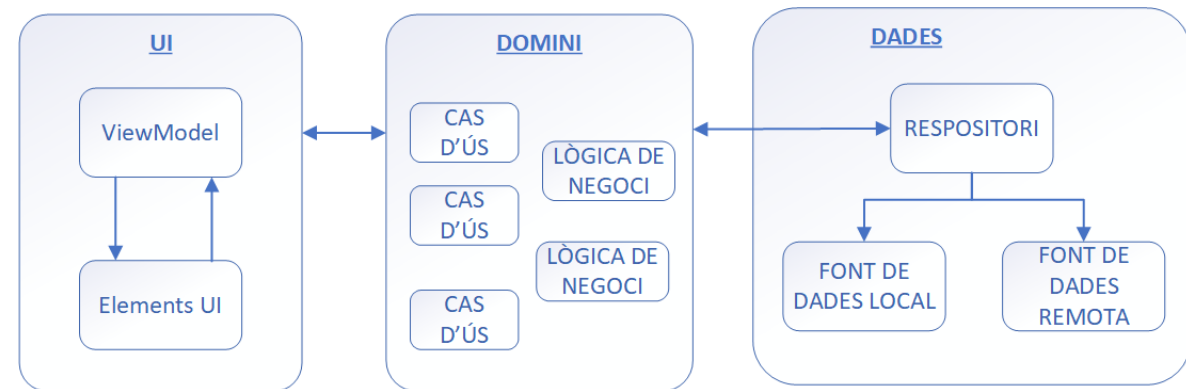 UI
ViewModel
Elements UI
DOMINI
CAS
D'ÚS
CAS
D'ÚS
CAS
D'ÚS
LÒGICA DE
NEGOCI
LÒGICA DE
NEGOCI
DADES
RESPOSITORI
FONT DE
DADES LOCAL
FONT DE
DADES
REMOTA